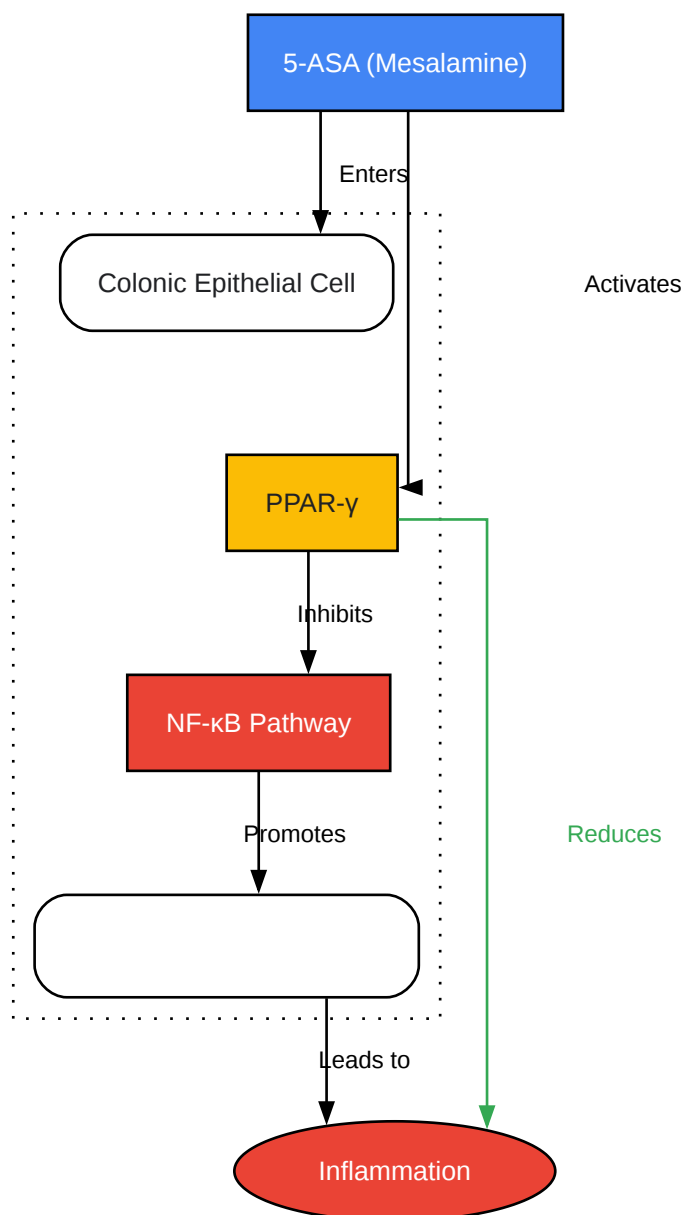 5-ASA (Mesalamine)
Enters
Colonic Epithelial Cell
Activates
PPAR-γ
Inhibits
NF-κB Pathway
Promotes
Reduces
Leads to
Inflammation